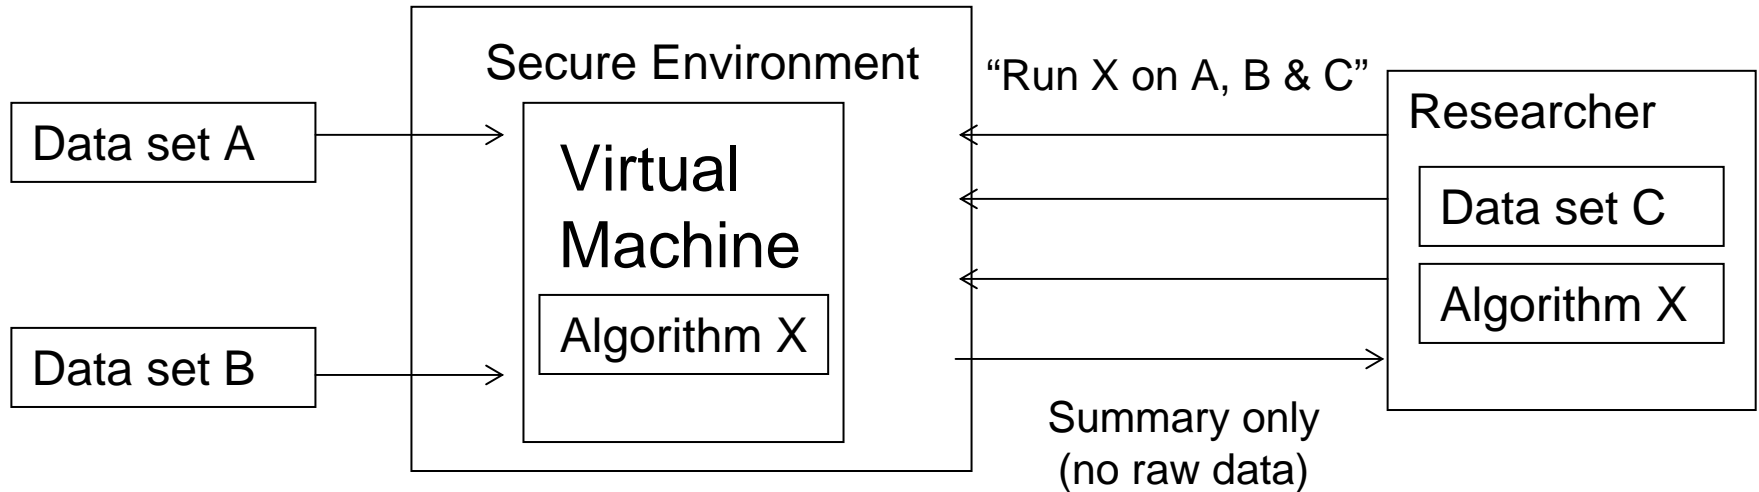 Data set A
Data set B
Secure Environment
Virtual
Machine
Algorithm X
“Run X on A, B & C”
Summary only
(no raw data)
Researcher
Data set C
Algorithm X